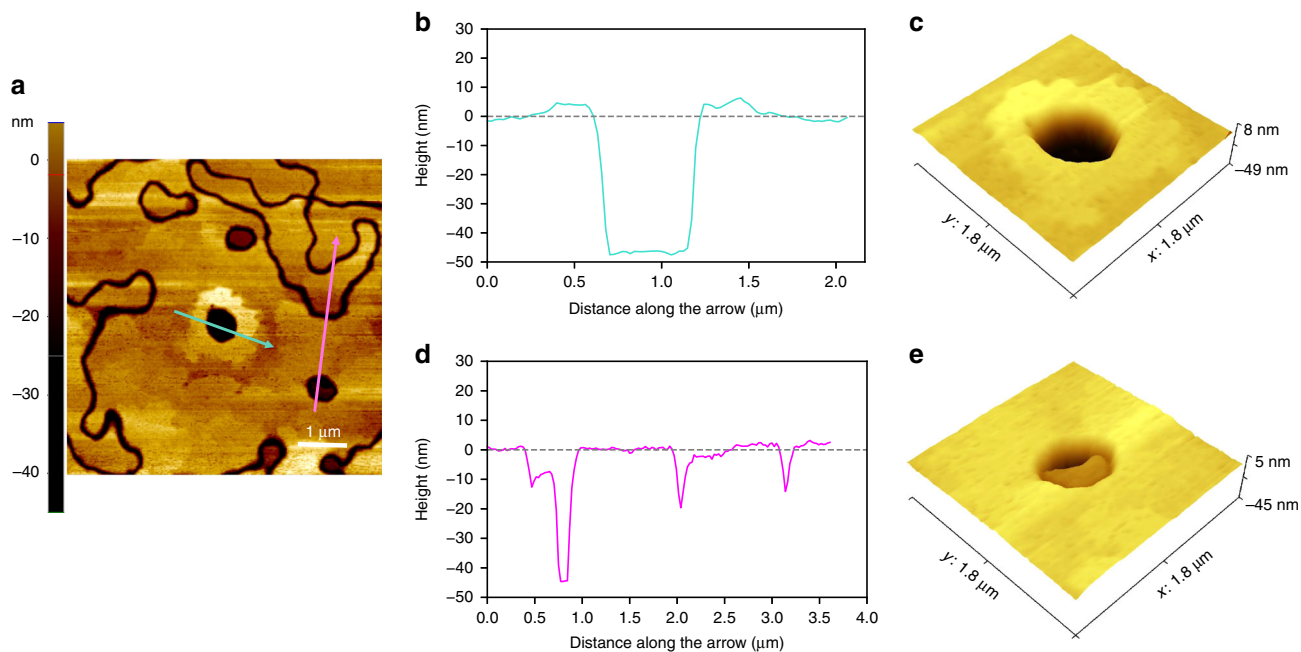 a
nm
0
−10
−20
−30
−40
1 μm
b
30
20
10
0
−10
−20
−30
−40
−50
Height (nm)
0.0 0.5 1.0 1.5 2.0
Distance along the arrow (μm)
c
8 nm
−49 nm
y: 1.8 μm
x: 1.8 μm
d
30
20
10
0
−10
−20
−30
−40
−50
Height (nm)
0.0 0.5 1.0 1.5 2.0 2.5 3.0 3.5 4.0
Distance along the arrow (μm)
e
5 nm
−45 nm
y: 1.8 μm
x: 1.8 μm